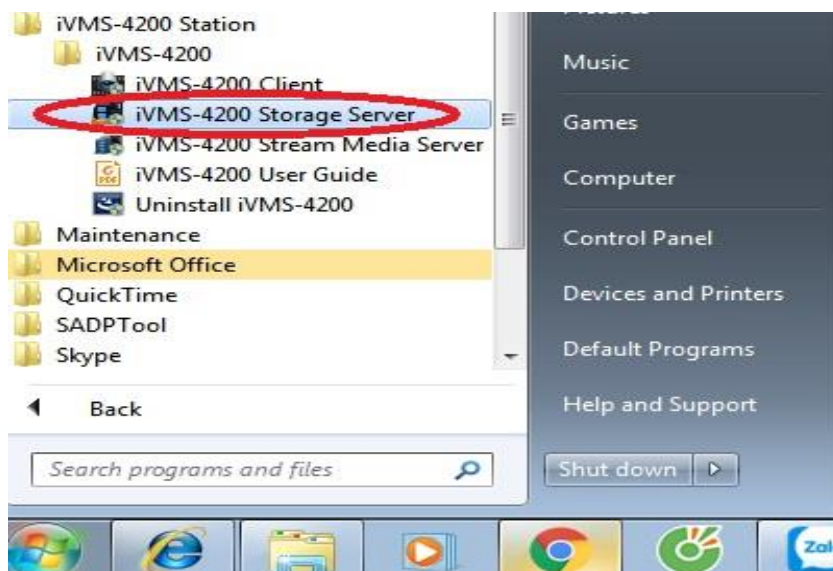 iVMS-4200 Station
iVMS-4200
iVMS-4200 Client
iVMS-4200 Storage Server
iVMS-4200 Stream Media Server
iVMS-4200 User Guide
Uninstall iVMS-4200
Maintenance
Microsoft Office
QuickTime
SADPTool
Skype
Back
Search programs and files
Music
Games
Computer
Control Panel
Devices and Printers
Default Programs
Help and Support
Shut down